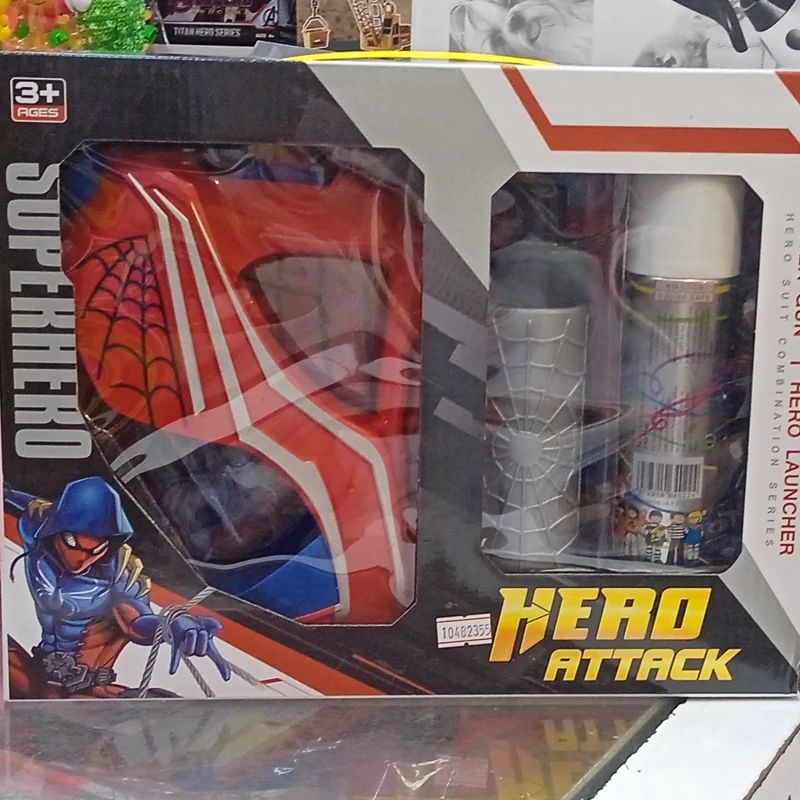 TITAN HERO SERIES
3+
AGES
SUPERHERO
HERO LAUNCHER
HERO SUIT COMBINATION SERIES
10482355
HERO
ATTACK